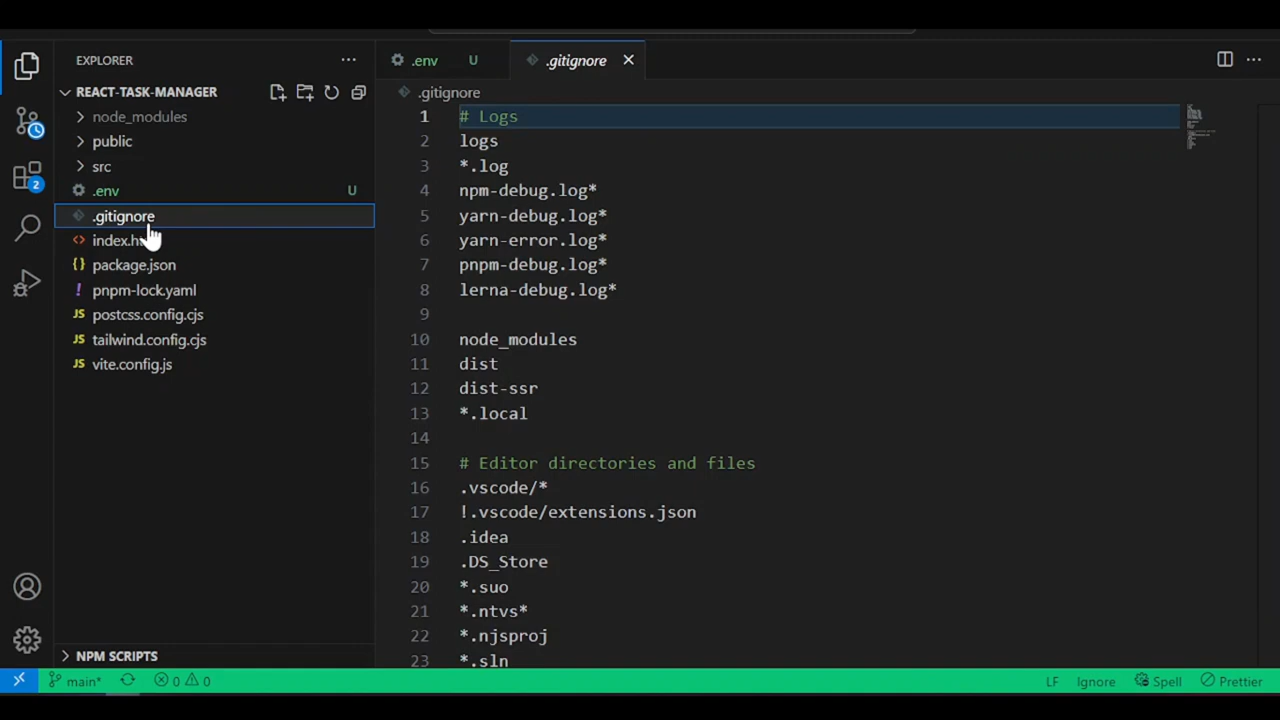 EXPLORER
REACT-TASK-MANAGER
node_modules
public
src
.env U
.gitignore
index.h
package.json
pnpm-lock.yaml
postcss.config.cjs
tailwind.config.cjs
vite.config.js
NPM SCRIPTS
2
.env U
.gitignore
.gitignore
1 # Logs
2 logs
3 *.log
4 npm-debug.log*
5 yarn-debug.log*
6 yarn-error.log*
7 pnpm-debug.log*
8 lerna-debug.log*
9
10 node_modules
11 dist
12 dist-ssr
13 *.local
14
15 # Editor directories and files
16 .vscode/*
17 !.vscode/extensions.json
18 .idea
19 .DS_Store
20 *.suo
21 *.ntvs*
22 *.njsproj
23 *.sln
main* 0 0 LF Ignore Spell Prettier